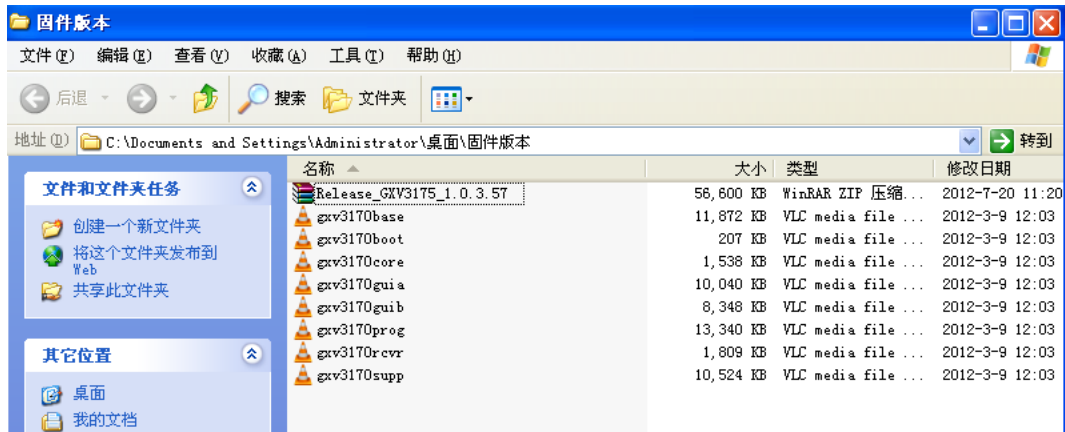 固件版本
文件(F) 编辑(E) 查看(V) 收藏(A) 工具(T) 帮助(H)
后退 搜索 文件夹
地址(D) C:\Documents and Settings\Administrator\桌面\固件版本 转到
名称 大小 类型 修改日期
文件和文件夹任务
创建一个新文件夹
将这个文件夹发布到
Web
共享此文件夹
其它位置
桌面
我的文档
Release_GXV3175_1.0.3.57 56,600 KB WinRAR ZIP 压缩... 2012-7-20 11:20
gxv3170base 11,872 KB VLC media file ... 2012-3-9 12:03
gxv3170boot 207 KB VLC media file ... 2012-3-9 12:03
gxv3170core 1,538 KB VLC media file ... 2012-3-9 12:03
gxv3170guia 10,040 KB VLC media file ... 2012-3-9 12:03
gxv3170guib 8,348 KB VLC media file ... 2012-3-9 12:03
gxv3170prog 13,340 KB VLC media file ... 2012-3-9 12:03
gxv3170rcvr 1,809 KB VLC media file ... 2012-3-9 12:03
gxv3170supp 10,524 KB VLC media file ... 2012-3-9 12:03